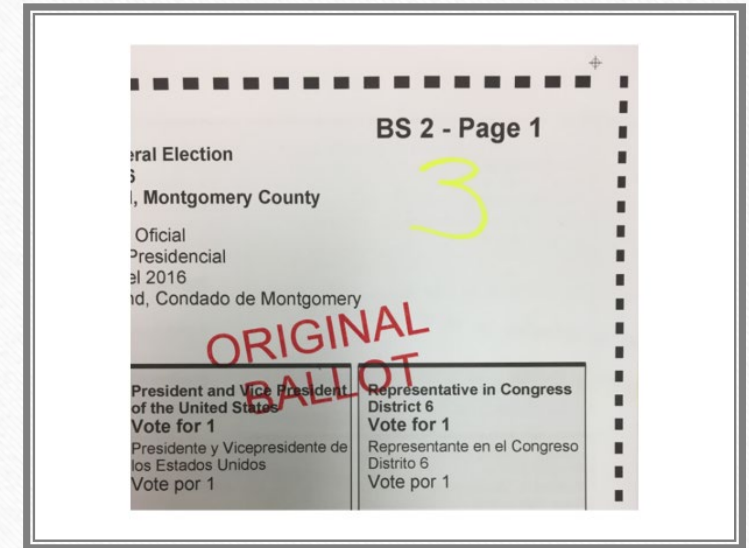 BS 2 - Page 1
3
eral Election
, Montgomery County
Oficial
Presidencial
el 2016
nd, Condado de Montgomery
ORIGINAL
BALLOT
President and Vice President
of the United States
Vote for 1
Presidente y Vicepresidente de
los Estados Unidos
Vote por 1
Representative in Congress
District 6
Vote for 1
Representante en el Congreso
Distrito 6
Vote por 1